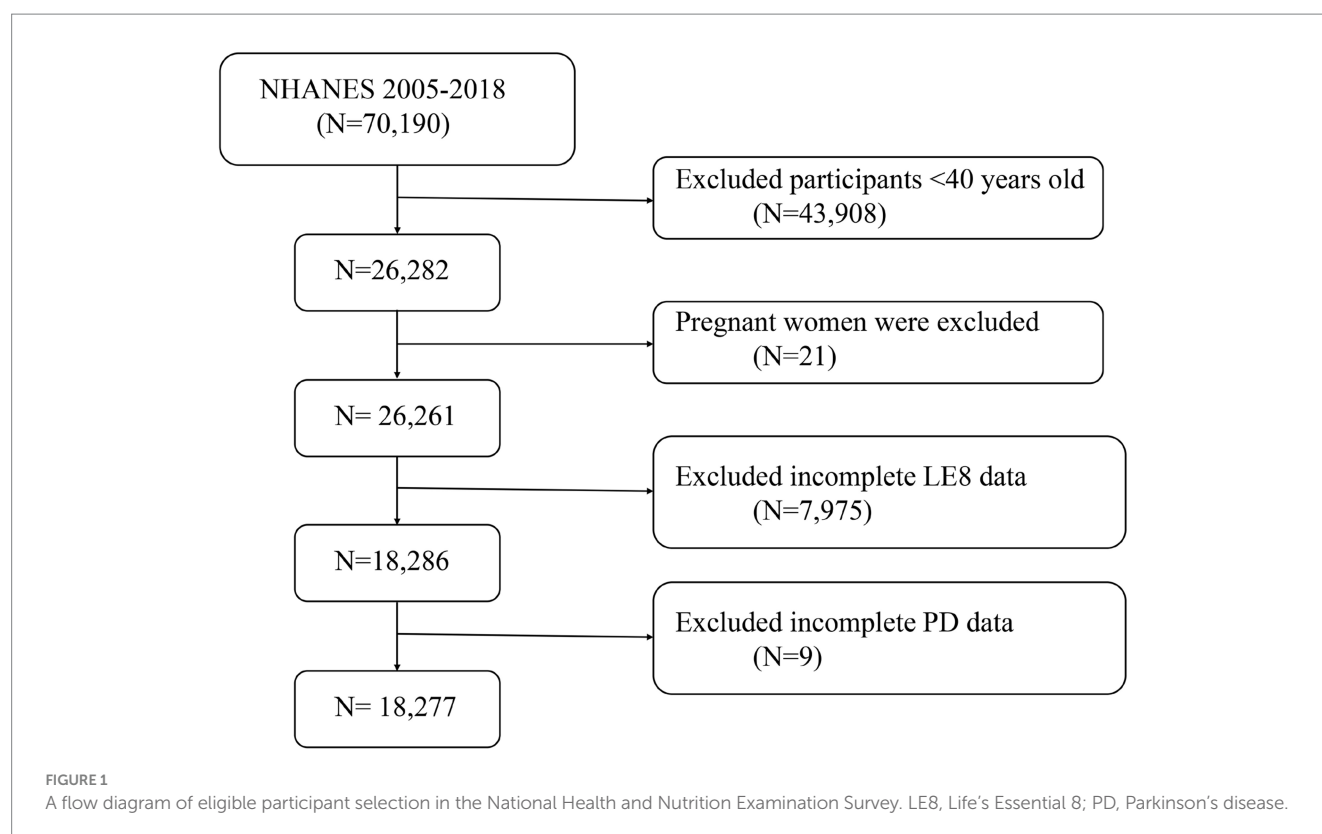 NHANES 2005-2018
(N=70,190)
Excluded participants <40 years old
(N=43,908)
N=26,282
Pregnant women were excluded
(N=21)
N= 26,261
Excluded incomplete LE8 data
(N=7,975)
N=18,286
Excluded incomplete PD data
(N=9)
N= 18,277
FIGURE 1
A flow diagram of eligible participant selection in the National Health and Nutrition Examination Survey. LE8, Life’s Essential 8; PD, Parkinson’s disease.